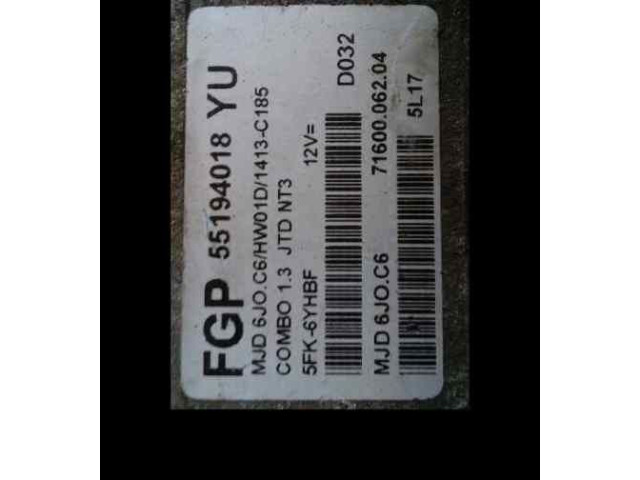 FGP 55194018 YU
MJD 6JO.C6/HW01D/1413-C185
COMBO 1.3 JTD NT3
5FK-6YHBF 12V= D032
MJD 6JO.C6 71600.062.04
5L17